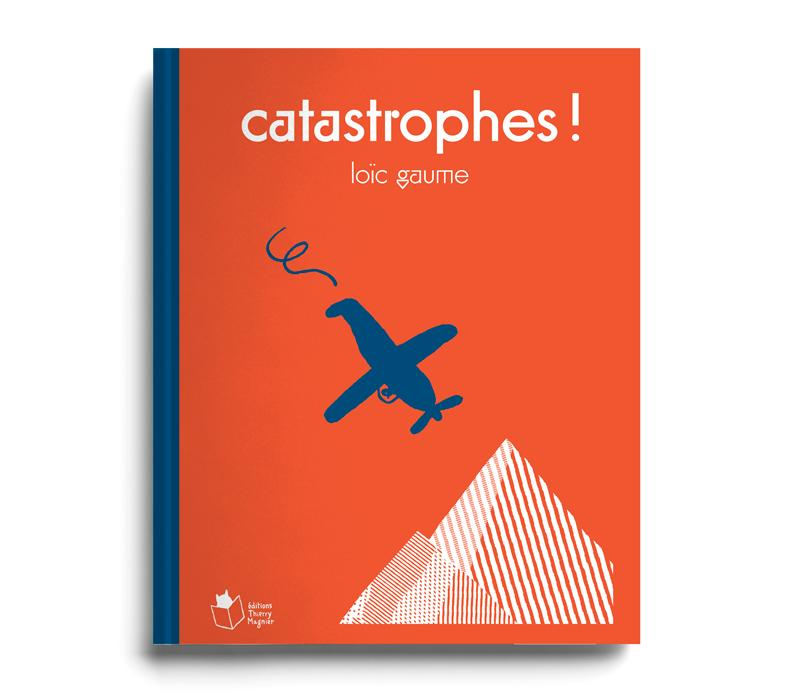 catastrophes !
loïc gaume
éditions
Thierry
Magnier